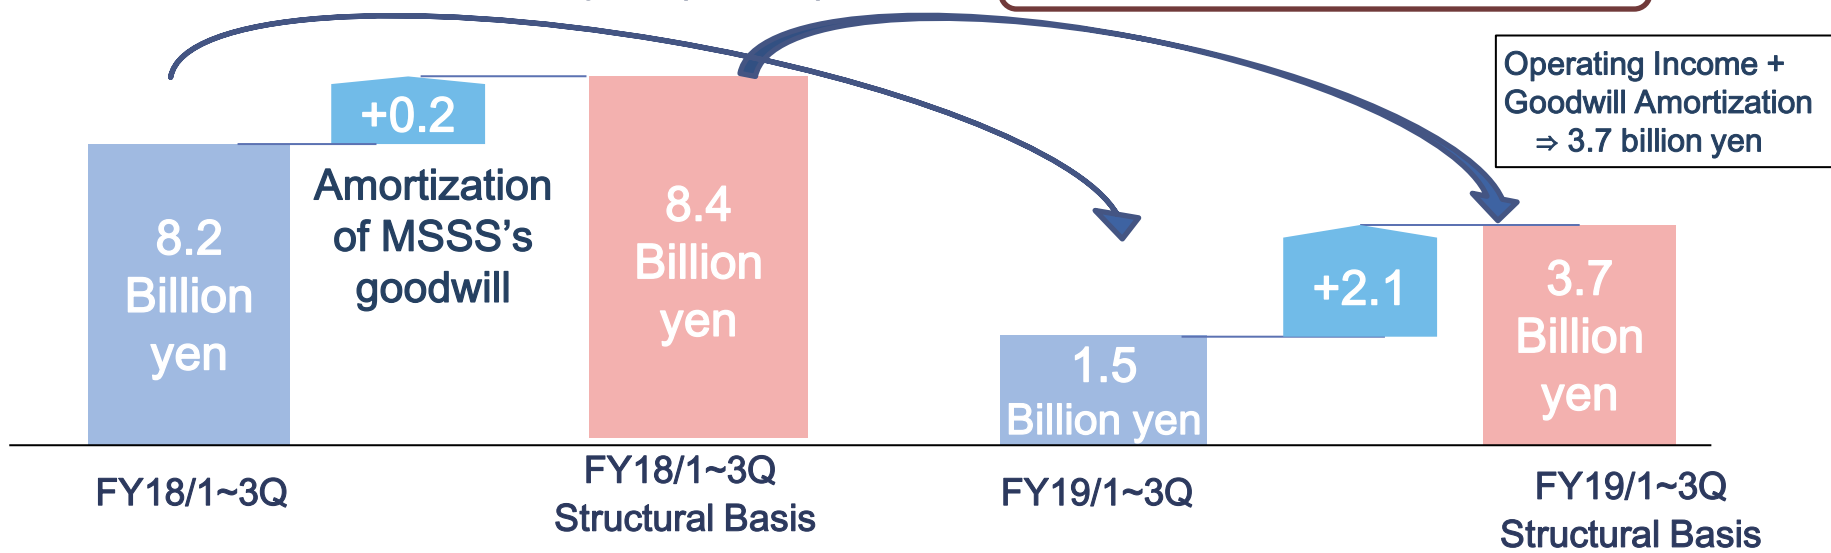 Operating Income +
Goodwill Amortization
⇒ 3.7 billion yen
+0.2
Amortization
of MSSS’s
goodwill
8.2
Billion
yen
8.4
Billion
yen
+2.1
1.5
Billion yen
3.7
Billion
yen
FY18/1~3Q
FY18/1~3Q
Structural Basis
FY19/1~3Q
FY19/1~3Q
Structural Basis